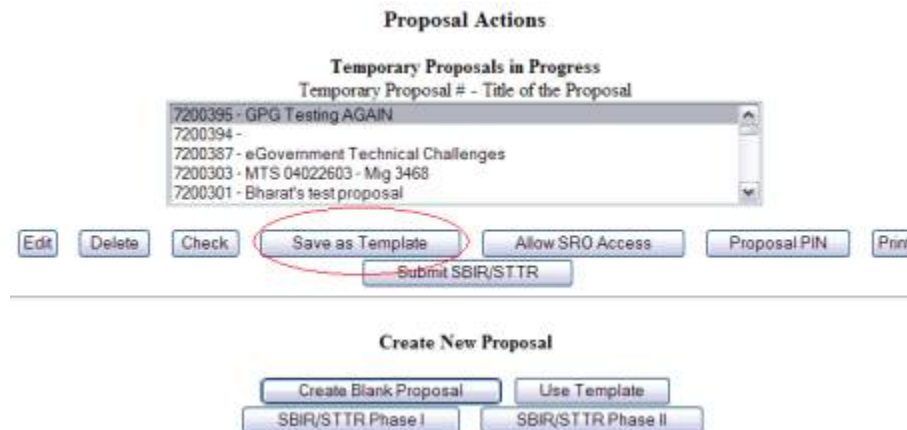 Proposal Actions
Temporary Proposals in Progress
Temporary Proposal # - Title of the Proposal
7200395 - GPG Testing AGAIN
7200394 -
7200387 - eGovernment Technical Challenges
7200303 - MTS 04022603 - Mig 3468
7200301 - Bharat's test proposal
Edit Delete Check Save as Template Allow SRO Access Proposal PIN Print
Submit SBIR/STTR
Create New Proposal
Create Blank Proposal Use Template
SBIR/STTR Phase I SBIR/STTR Phase II